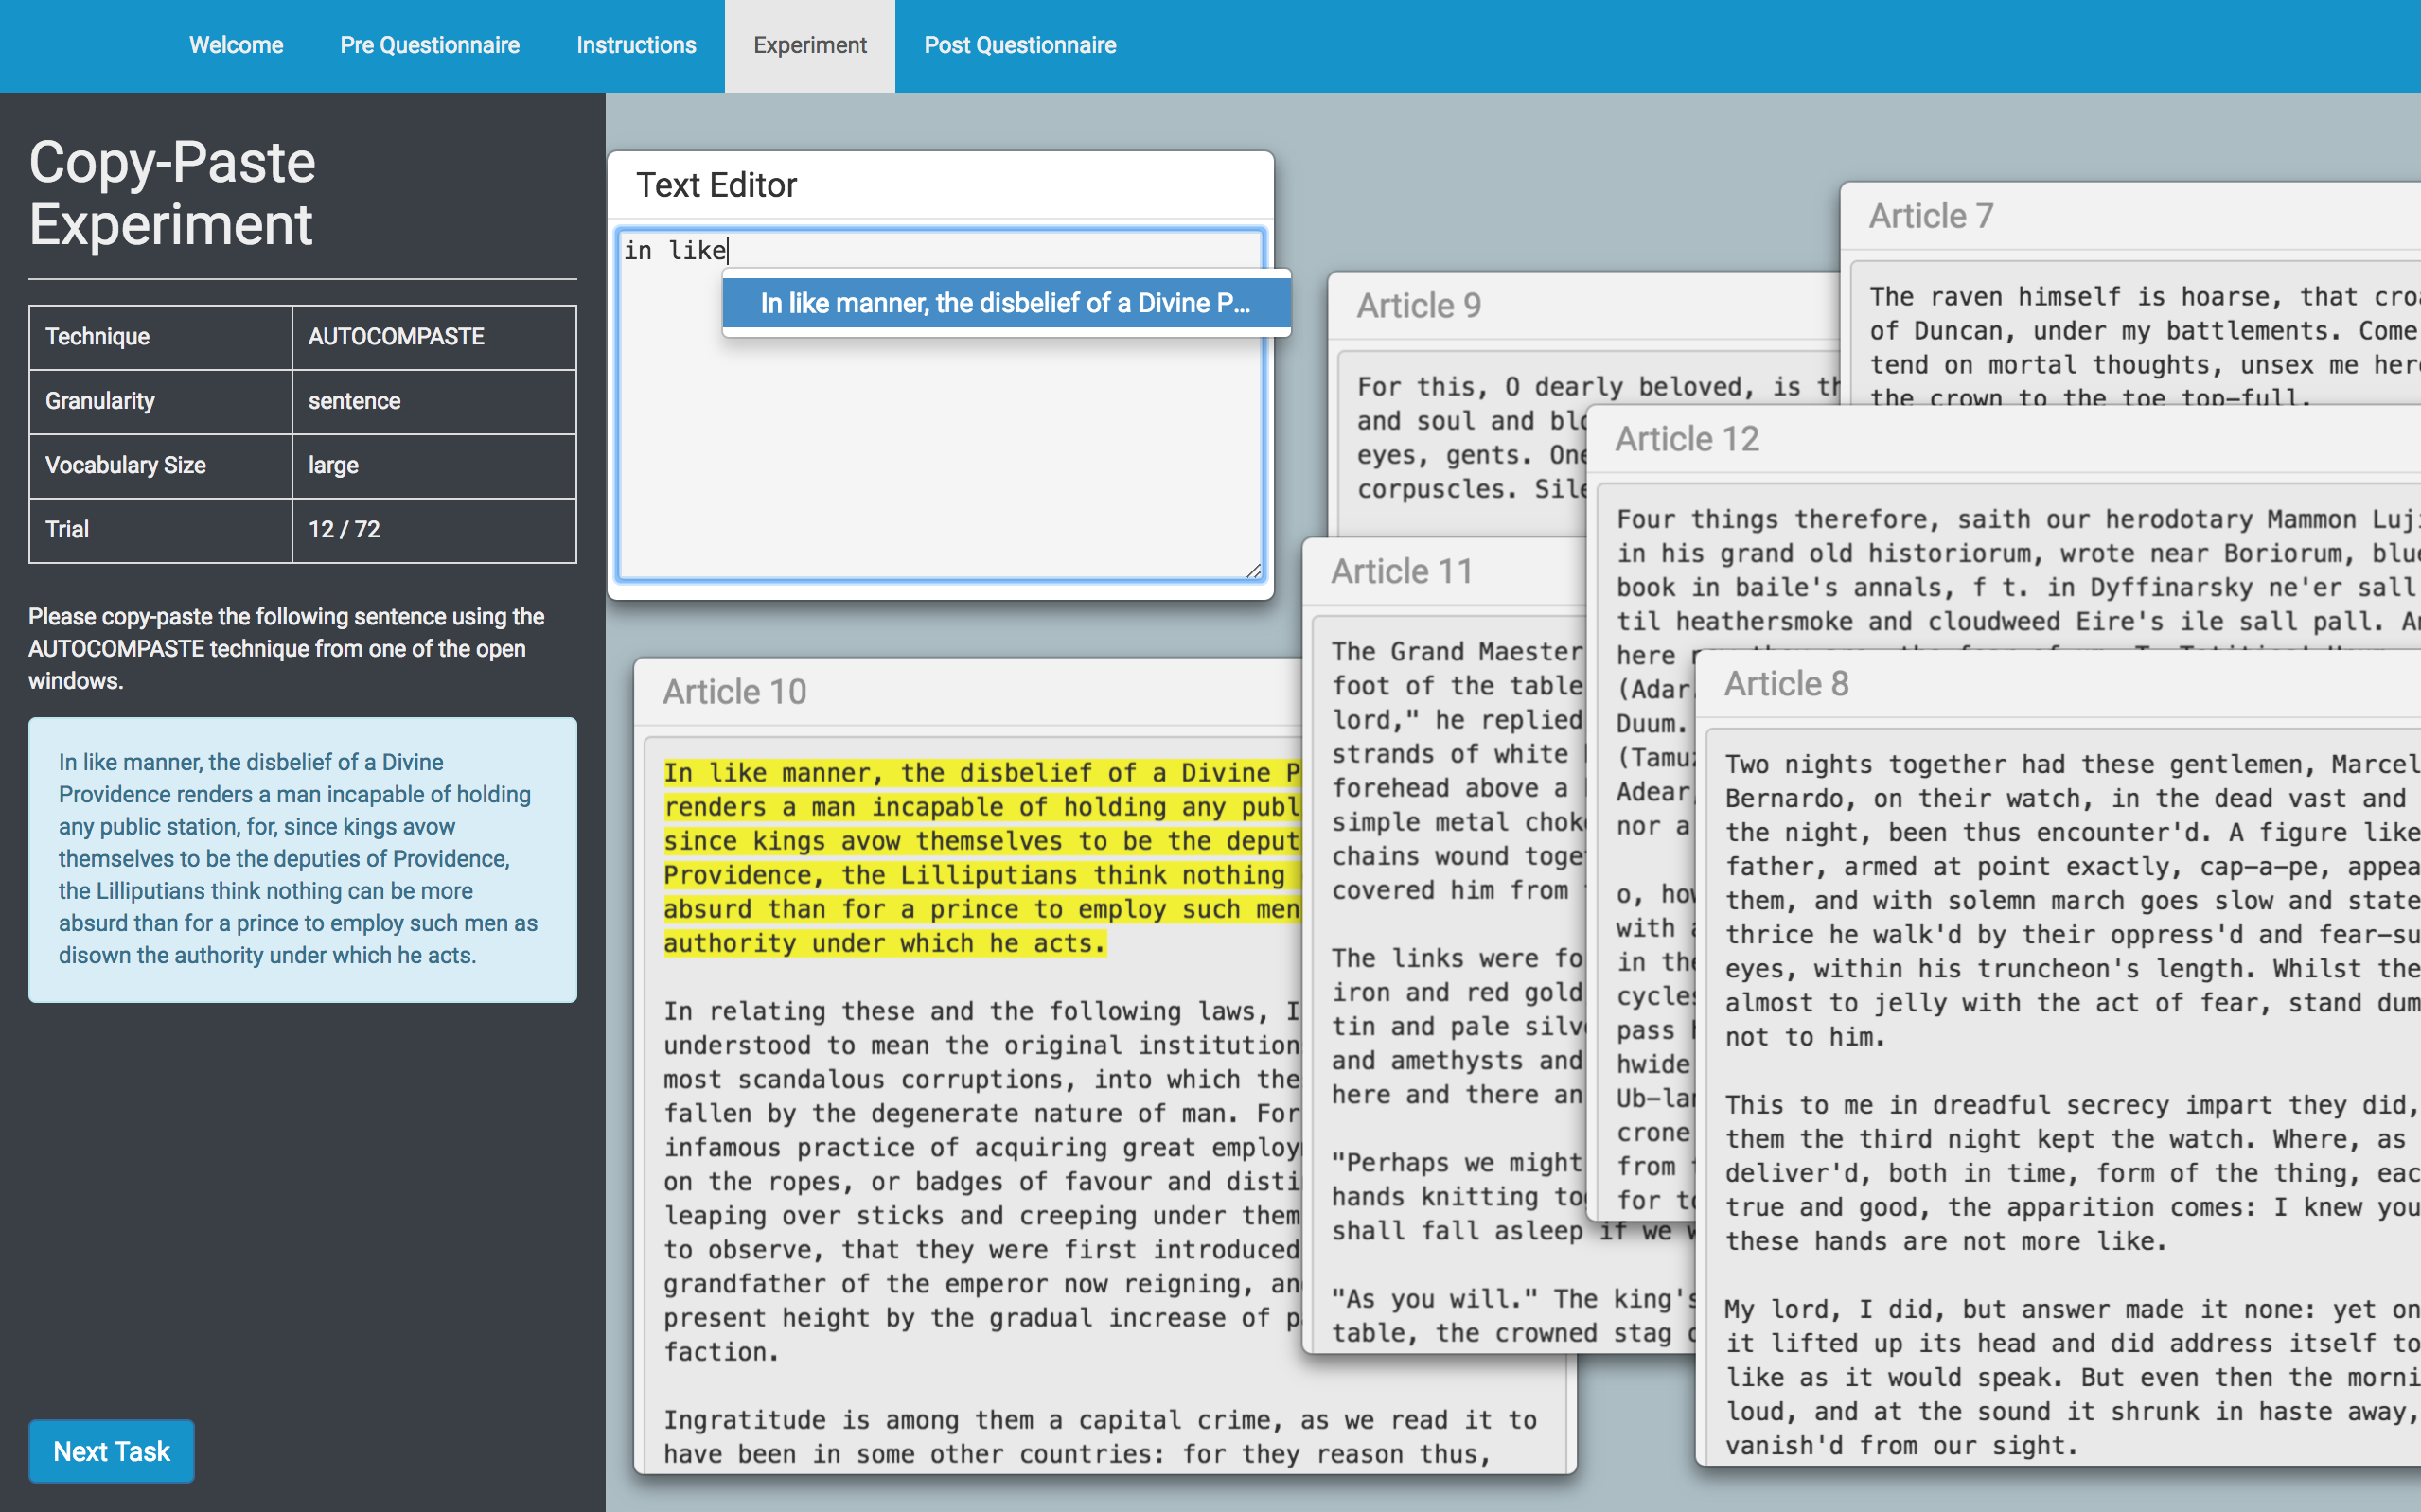 Welcome
Pre Questionnaire
Instructions
Experiment
Post Questionnaire
Copy-Paste
Experiment
Technique AUTOCOMPASTE
Granularity sentence
Vocabulary Size large
Trial 12 / 72
Please copy-paste the following sentence using the
AUTOCOMPASTE technique from one of the open
windows.
In like manner, the disbelief of a Divine
Providence renders a man incapable of holding
any public station, for, since kings avow
themselves to be the deputies of Providence,
the Lilliputians think nothing can be more
absurd than for a prince to employ such men as
disown the authority under which he acts.
Next Task
Text Editor
in like
In like manner, the disbelief of a Divine P...
Article 10
In like manner, the disbelief of a Divine P
renders a man incapable of holding any publ
since kings avow themselves to be the deput
Providence, the Lilliputians think nothing
absurd than for a prince to employ such men
authority under which he acts.
In relating these and the following laws, I
understood to mean the original institution
most scandalous corruptions, into which the
fallen by the degenerate nature of man. For
infamous practice of acquiring great employ
on the ropes, or badges of favour and disti
leaping over sticks and creeping under them
to observe, that they were first introduced
grandfather of the emperor now reigning, an
present height by the gradual increase of p
faction.
Ingratitude is among them a capital crime, as we read it to
have been in some other countries: for they reason thus,
Article 9
For this, O dearly beloved, is th
and soul and blo
eyes, gents. One
corpuscles. Sile
Article 11
The Grand Maester
foot of the table
lord," he replied
strands of white
forehead above a
simple metal choke
chains wound toget
covered him from
The links were fo
iron and red gold
tin and pale silve
and amethysts and
here and there an
"Perhaps we might
hands knitting tog
shall fall asleep if we w
"As you will." The king's
table, the crowned stag
Article 7
The raven himself is hoarse, that croa
of Duncan, under my battlements. Come
tend on mortal thoughts, unsex me here
the crown to the toe top-full.
Article 12
Four things therefore, saith our herodotary Mammon Luji
in his grand old historiorum, wrote near Boriorum, blue
book in baile's annals, f t. in Dyffinarsky ne'er sall
til heathersmoke and cloudweed Eire's ile sall pall. An
here
(Adar.
Duum.
(Tamuz
Adear,
nor a
o, how
with a
in the
cycles
pass
hwide
Ub-lan
crone
from
for to
Article 8
Two nights together had these gentlemen, Marcel
Bernardo, on their watch, in the dead vast and
the night, been thus encounter'd. A figure like
father, armed at point exactly, cap-a-pe, appea
them, and with solemn march goes slow and state
thrice he walk'd by their oppress'd and fear-su
eyes, within his truncheon's length. Whilst the
almost to jelly with the act of fear, stand dum
not to him.
This to me in dreadful secrecy impart they did,
them the third night kept the watch. Where, as
deliver'd, both in time, form of the thing, eac
true and good, the apparition comes: I knew you
these hands are not more like.
My lord, I did, but answer made it none: yet on
it lifted up its head and did address itself to
like as it would speak. But even then the morni
loud, and at the sound it shrunk in haste away,
vanish'd from our sight.